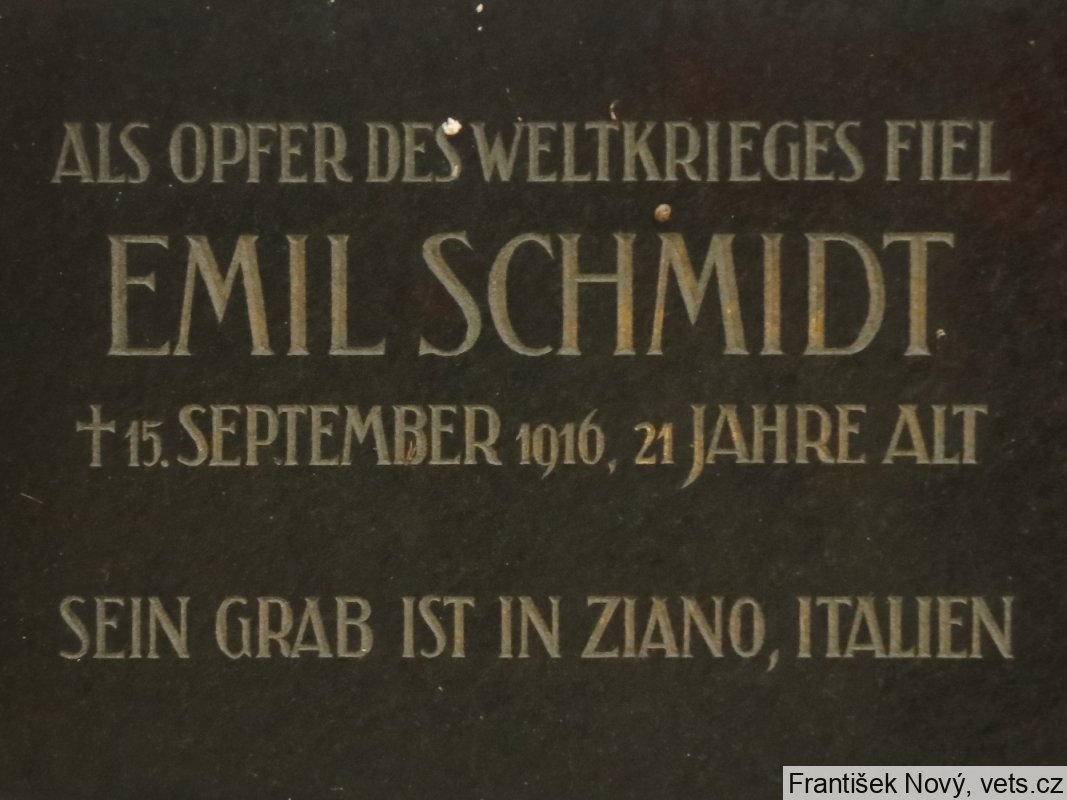 ALS OPFER DES WELTKRIEGES FIEL
EMIL SCHMIDT
✝ 15. SEPTEMBER 1916, 21 JAHRE ALT
SEIN GRAB IST IN ZIANO, ITALIEN
František Nový, vets.cz